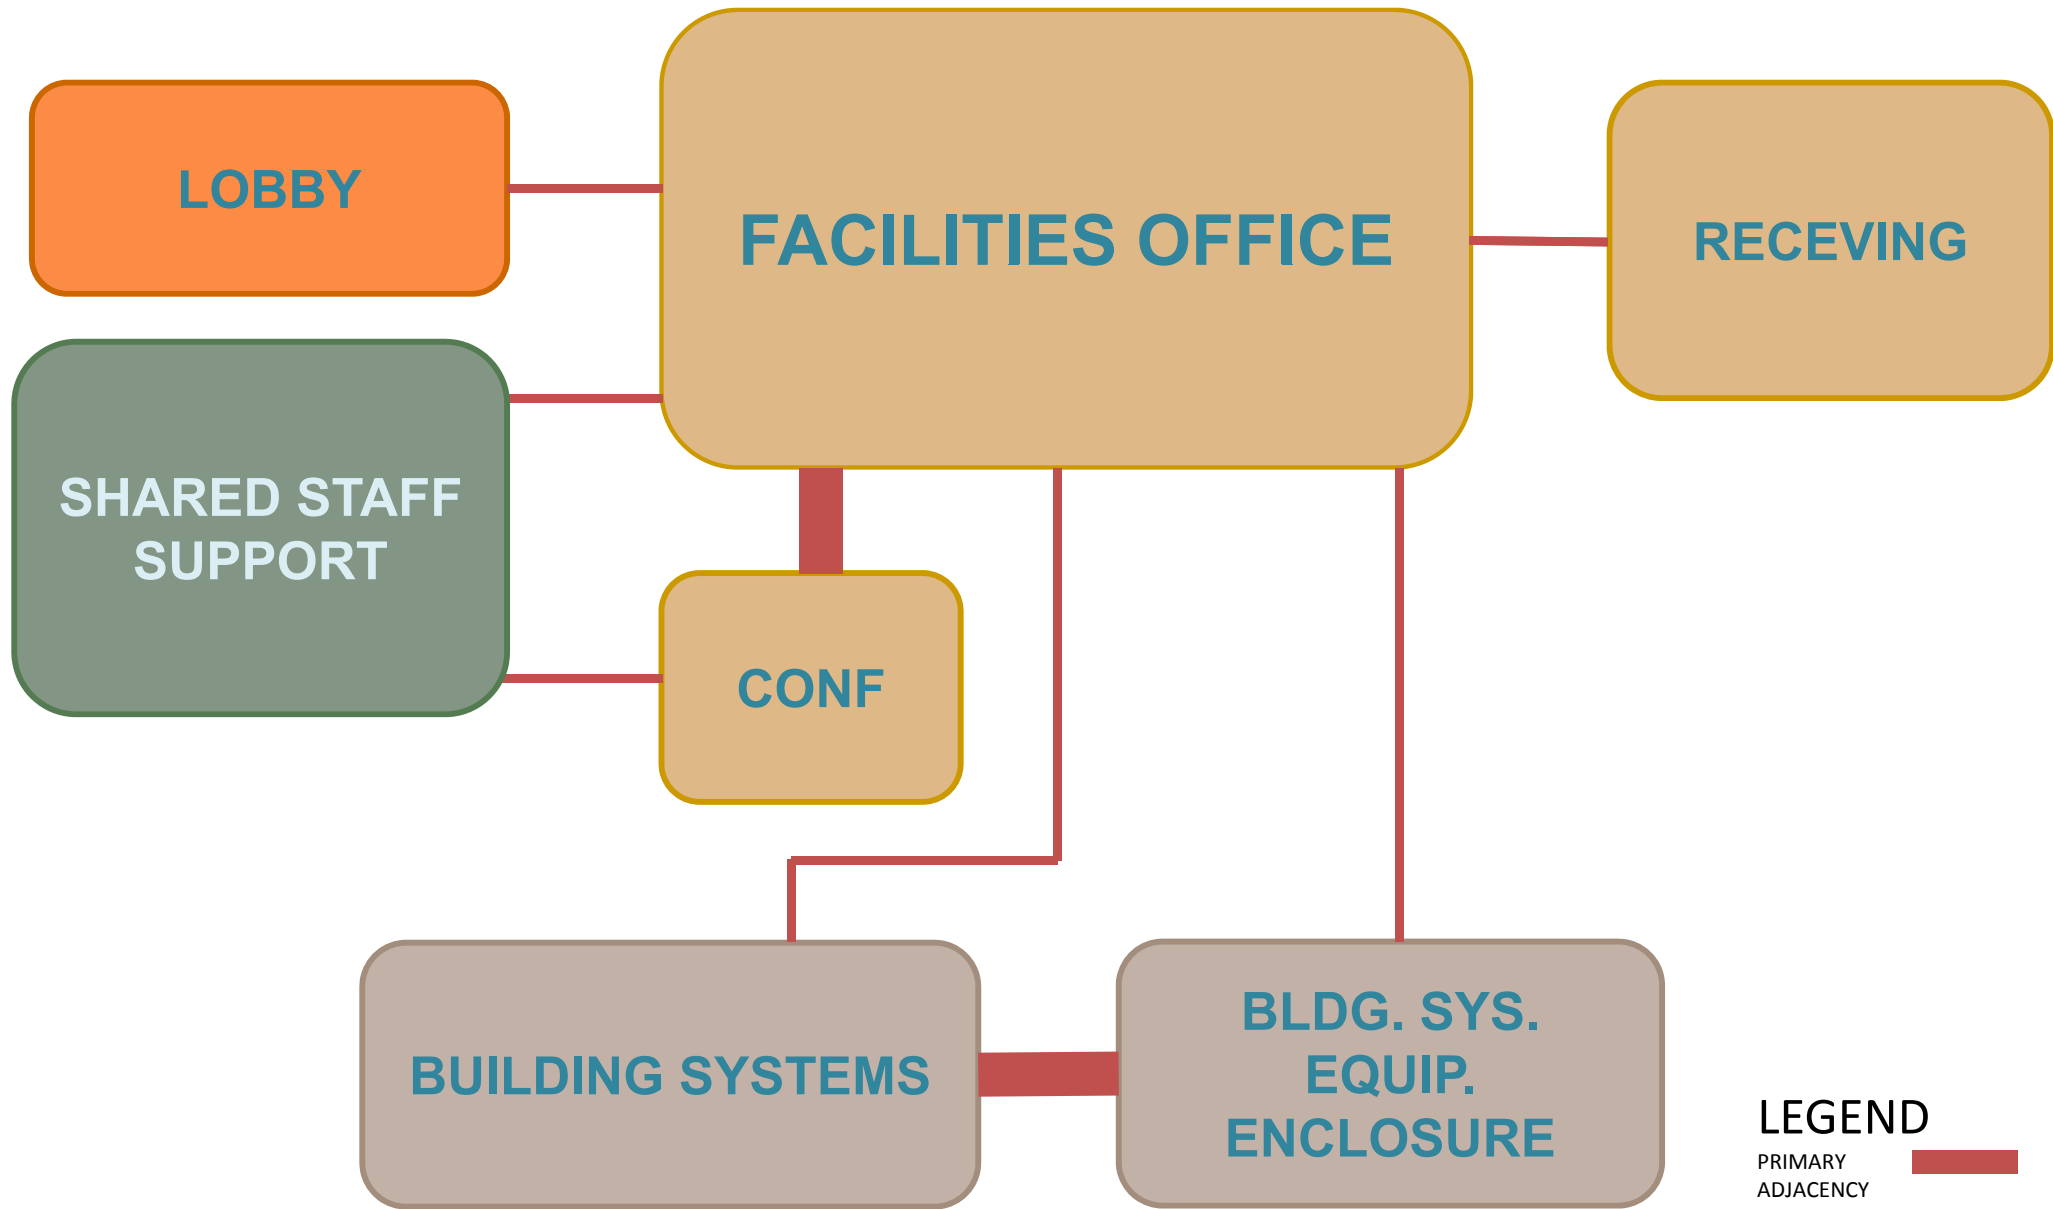 LOBBY
FACILITIES OFFICE
RECEVING
SHARED STAFF
SUPPORT
CONF
BUILDING SYSTEMS
BLDG. SYS.
EQUIP.
ENCLOSURE
LEGEND
PRIMARY
ADJACENCY